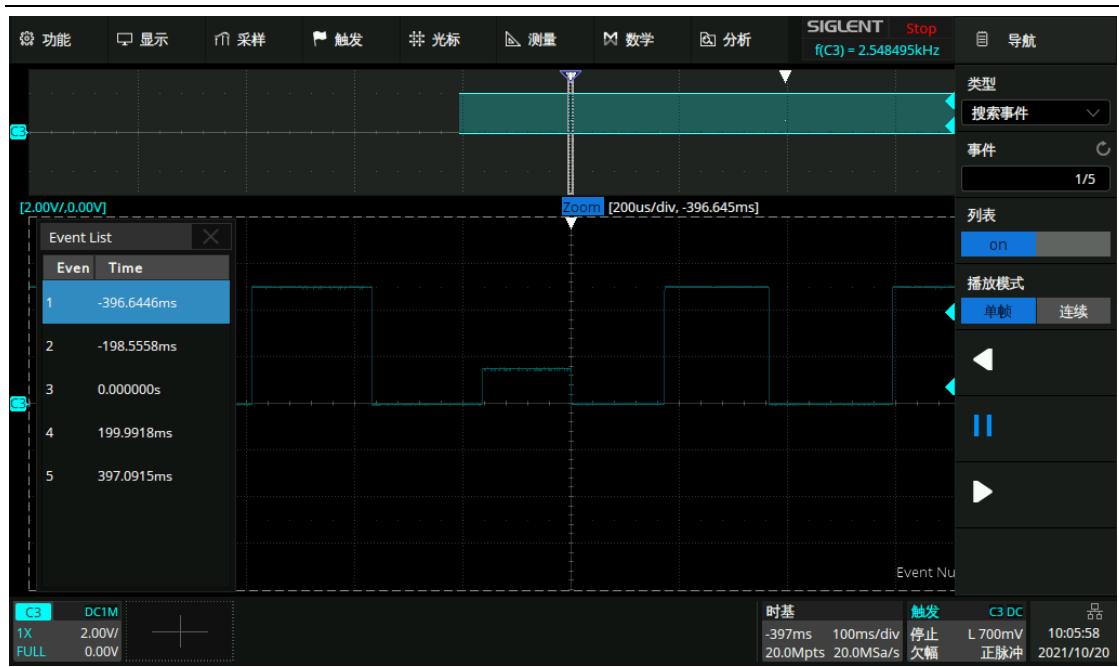 功能 显示 采样 触发 光标 测量 数学 分析
SIGLENT Stop
f(C3) = 2.548495kHz
导航
类型
搜索事件
事件
1/5
列表
on
播放模式
单帧 连续
C3
[2.00V/,0.00V]
Zoom [200us/div, -396.645ms]
Event List
Even Time
1 -396.6446ms
2 -198.5558ms
3 0.000000s
4 199.9918ms
5 397.0915ms
C3
Event Nu
C3 DC1M
1X 2.00V/
FULL 0.00V
时基
-397ms 100ms/div
20.0Mpts 20.0MSa/s
触发 C3 DC
停止 L 700mV
欠幅 正脉冲
10:05:58
2021/10/20